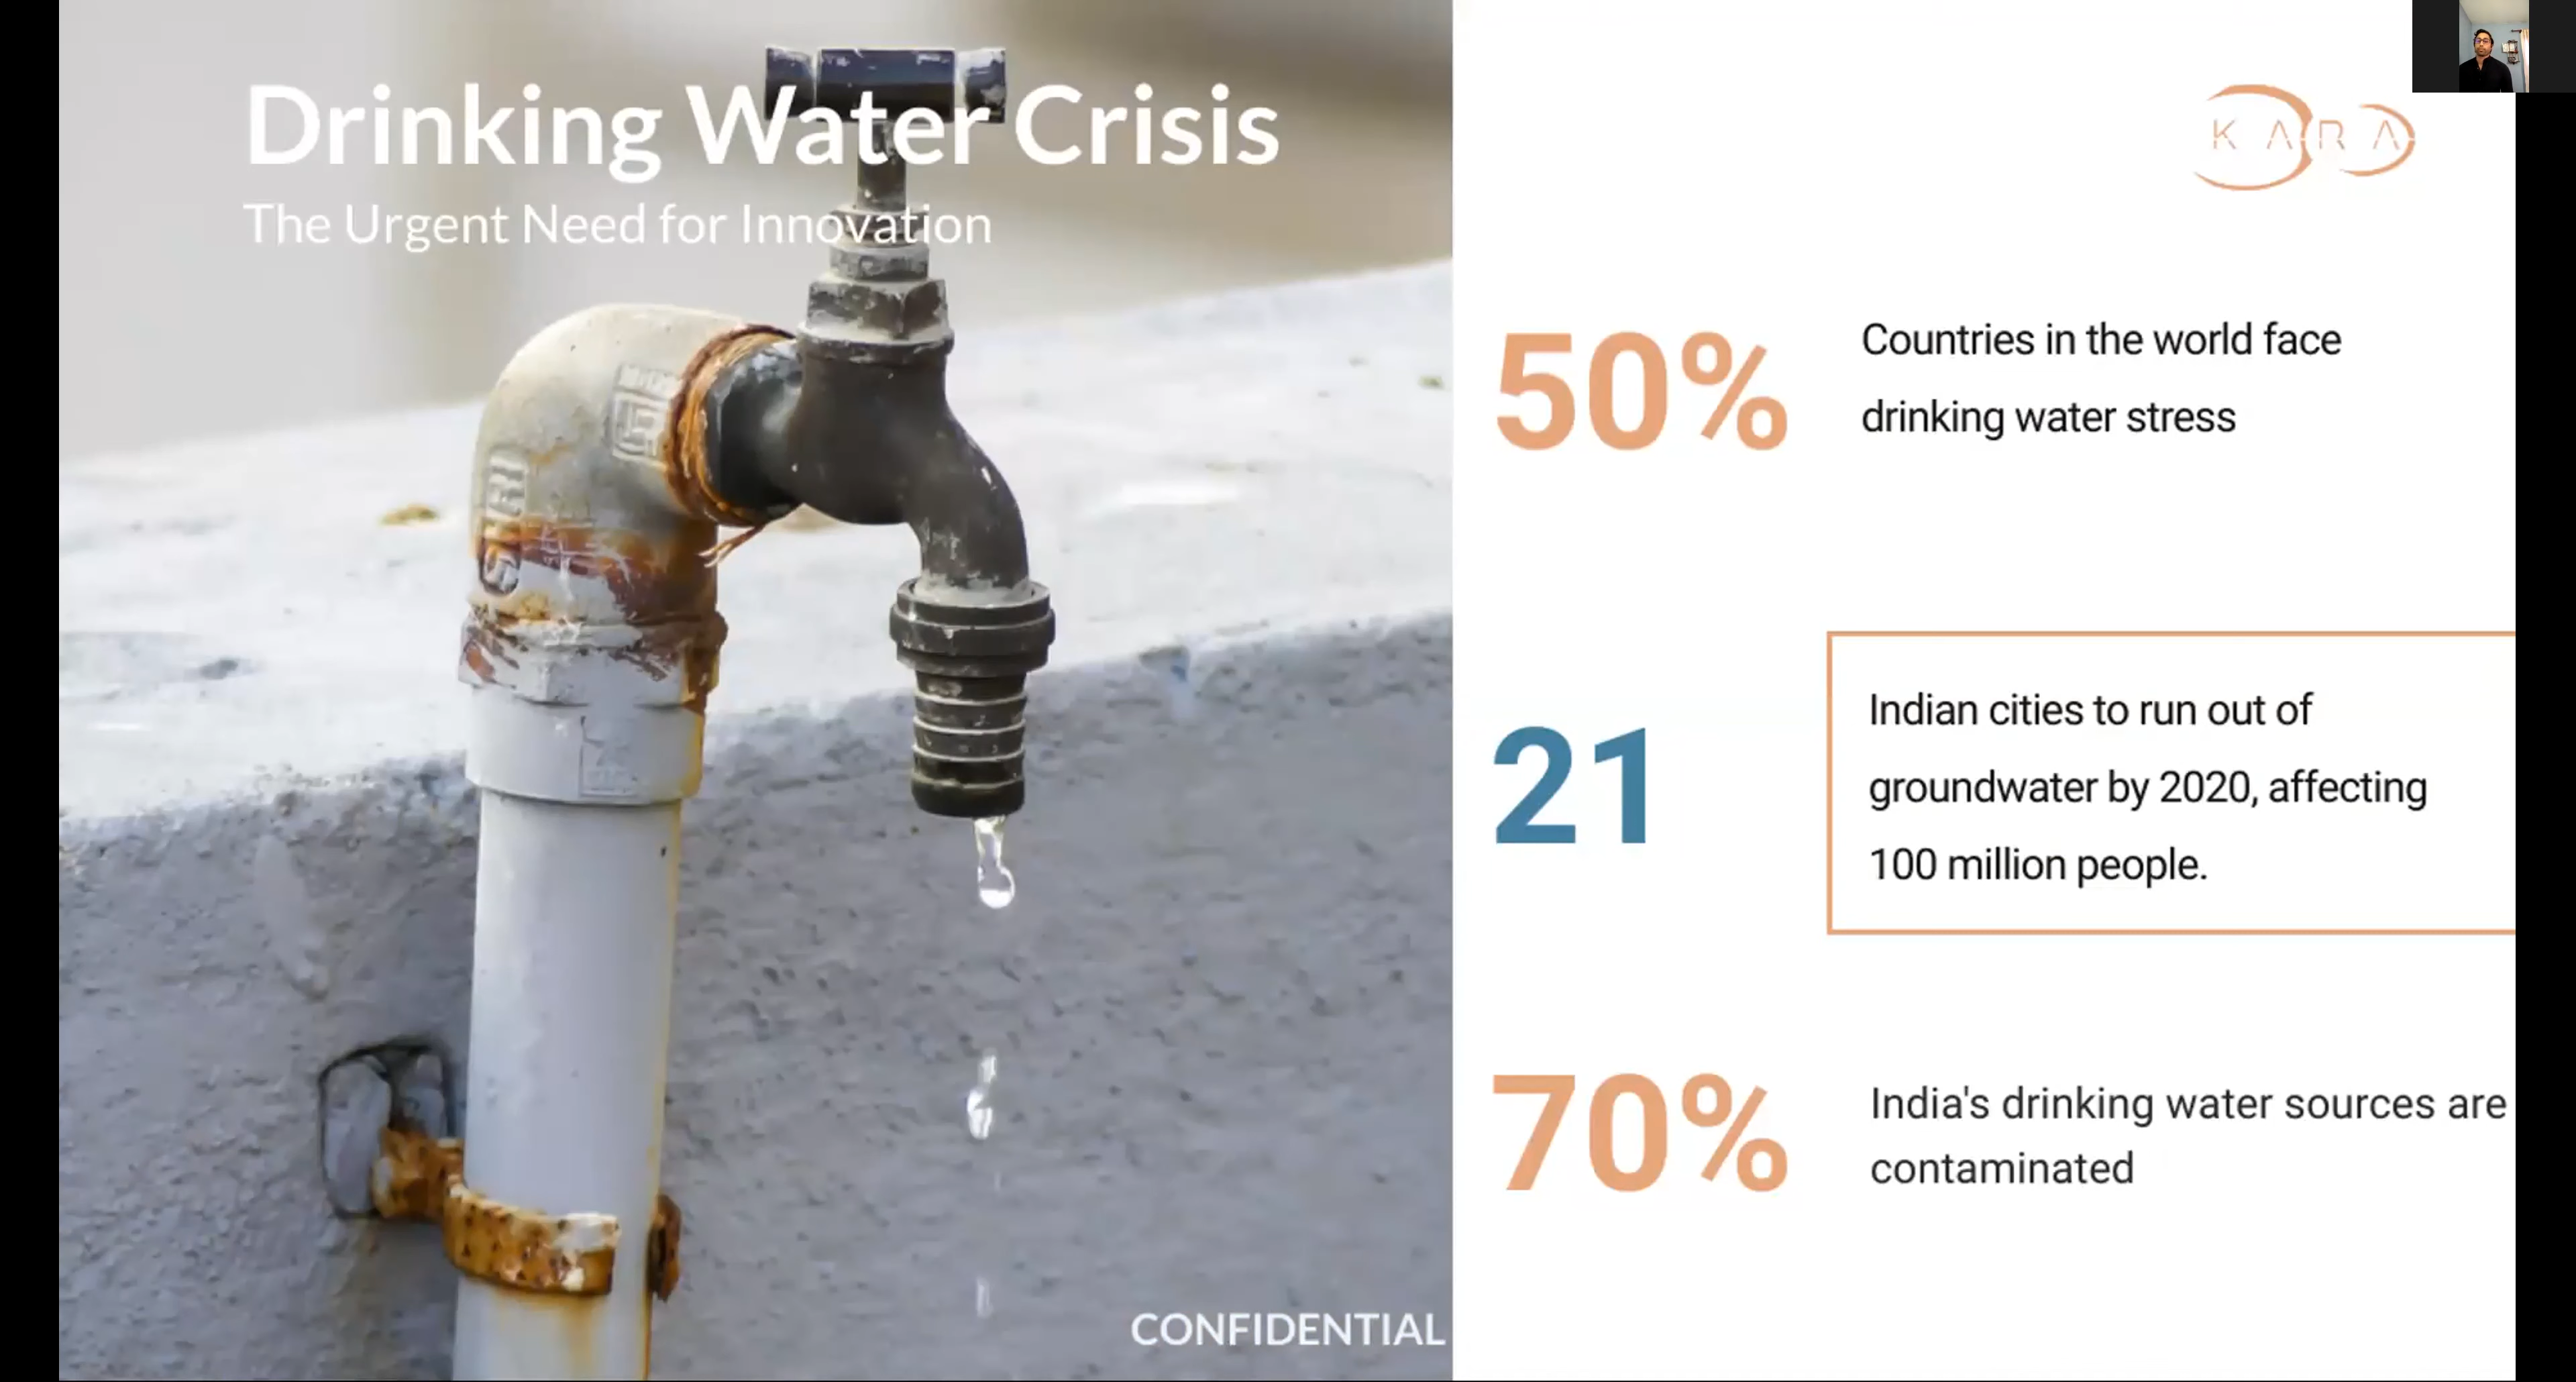 Drinking Water Crisis
The Urgent Need for Innovation
KARA
50%
Countries in the world face
drinking water stress
21
Indian cities to run out of
groundwater by 2020, affecting
100 million people.
70%
India's drinking water sources are
contaminated
CONFIDENTIAL